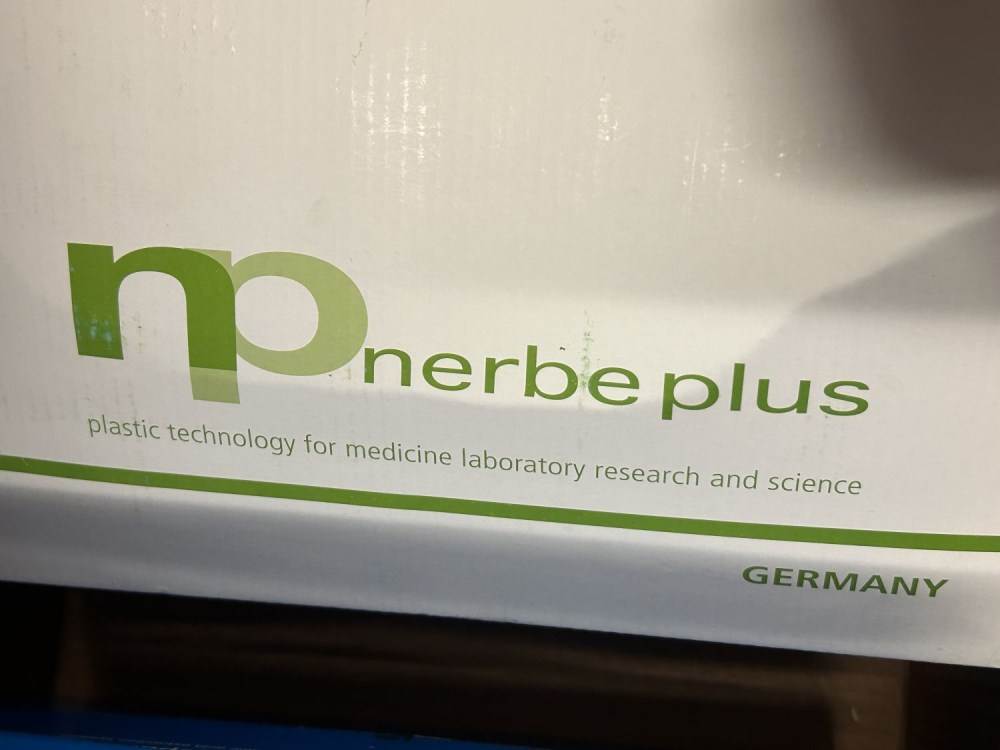 np nerbe plus
plastic technology for medicine laboratory research and science
GERMANY